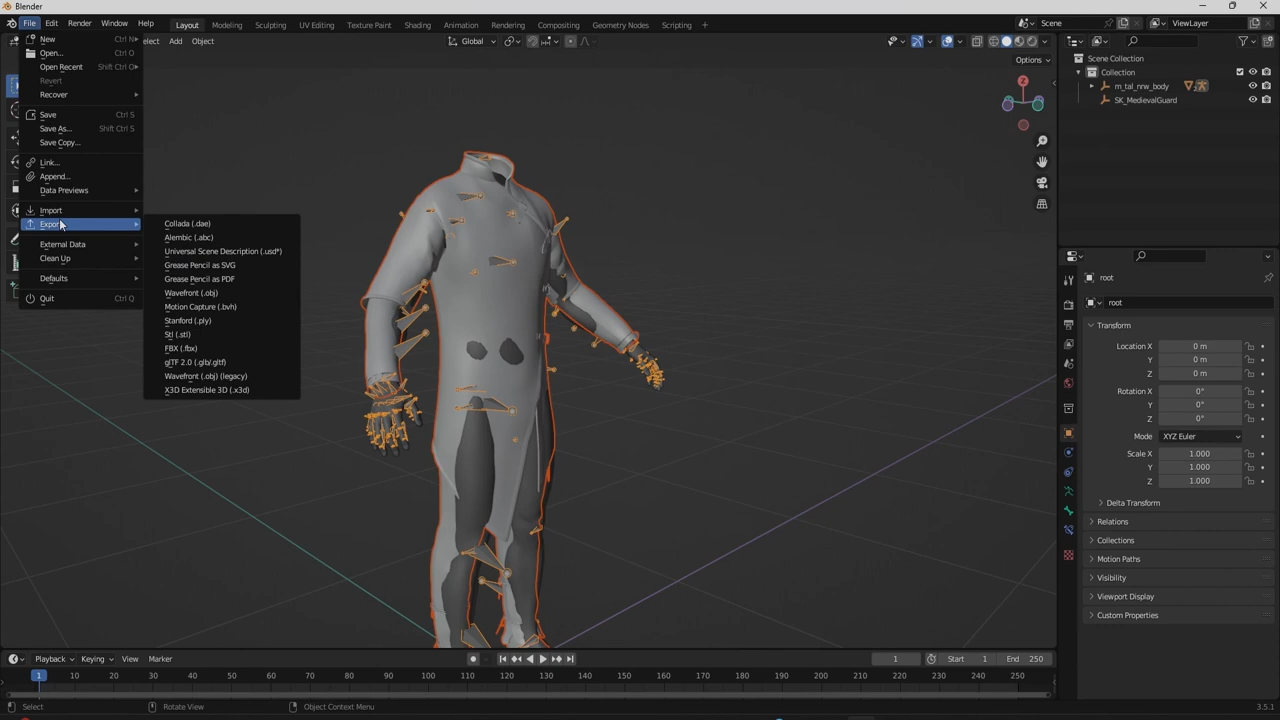 Blender
File Edit Render Window Help Layout Modeling Sculpting UV Editing Texture Paint Shading Animation Rendering Compositing Geometry Nodes Scripting + Scene ViewLayer
Add Object Global
Options
New Ctrl N
Open... Ctrl O
Open Recent Shift Ctrl O
Revert
Recover
Save Ctrl S
Save As... Shift Ctrl S
Save Copy...
Link...
Append...
Data Previews
Import
Export
External Data
Clean Up
Defaults
Quit Ctrl Q
Collada (.dae)
Alembic (.abc)
Universal Scene Description (.usd*)
Grease Pencil as SVG
Grease Pencil as PDF
Wavefront (.obj)
Motion Capture (.bvh)
Stanford (.ply)
Stl (.stl)
FBX (.fbx)
glTF 2.0 (.glb/.gltf)
Wavefront (.obj) (legacy)
X3D Extensible 3D (.x3d)
Z
Scene Collection
Collection
m_tal_nrw_body 2
SK_MedievalGuard
root
root
Transform
Location X 0 m
Y 0 m
Z 0 m
Rotation X 0°
Y 0°
Z 0°
Mode XYZ Euler
Scale X 1.000
Y 1.000
Z 1.000
Delta Transform
Relations
Collections
Motion Paths
Visibility
Viewport Display
Custom Properties
Playback Keying View Marker 1 Start 1 End 250
1 10 20 30 40 50 60 70 80 90 100 110 120 130 140 150 160 170 180 190 200 210 220 230 240 250
Select Rotate View Object Context Menu 3.5.1